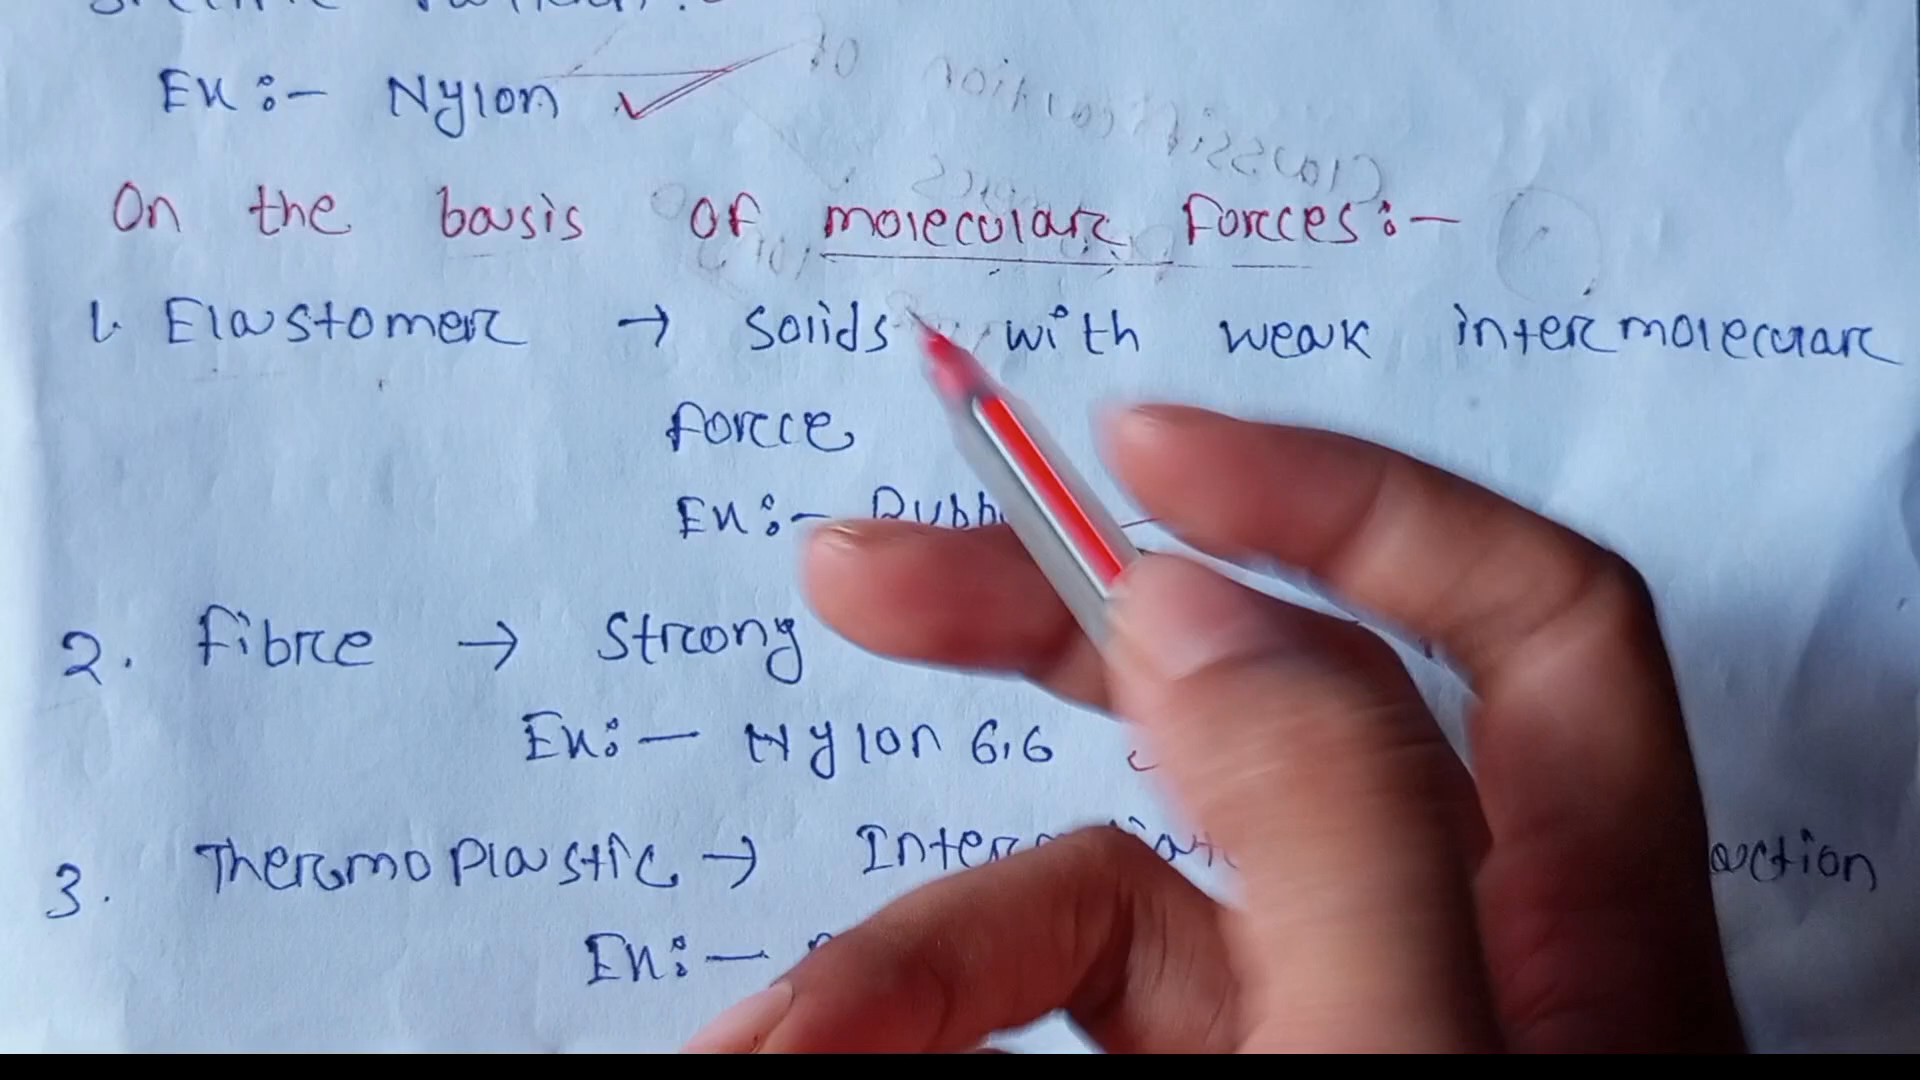 Ex :- Nylon
On the basis of molecular forces :-
1. Elastomer → solids with weak intermolecular
force
Ex :-
2. Fibre → Strong
Ex: - Nylon 6,6
3. Thermoplastic →
Ex: -